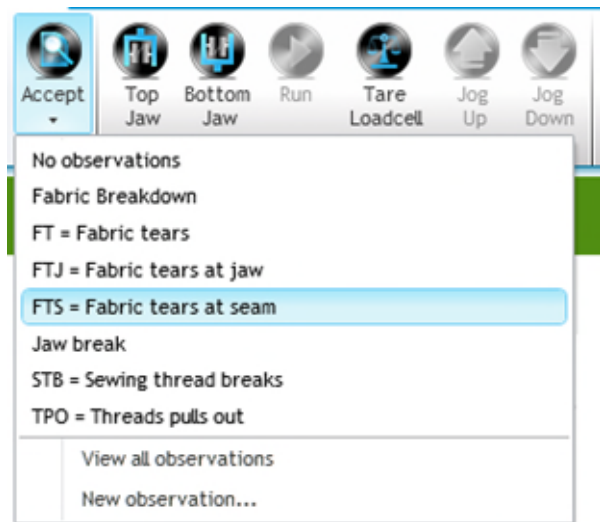 Accept Top Jaw Bottom Jaw Run Tare Loadcell Jog Up Jog Down
No observations
Fabric Breakdown
FT = Fabric tears
FTJ = Fabric tears at jaw
FTS = Fabric tears at seam
Jaw break
STB = Sewing thread breaks
TPO = Threads pulls out
View all observations
New observation...